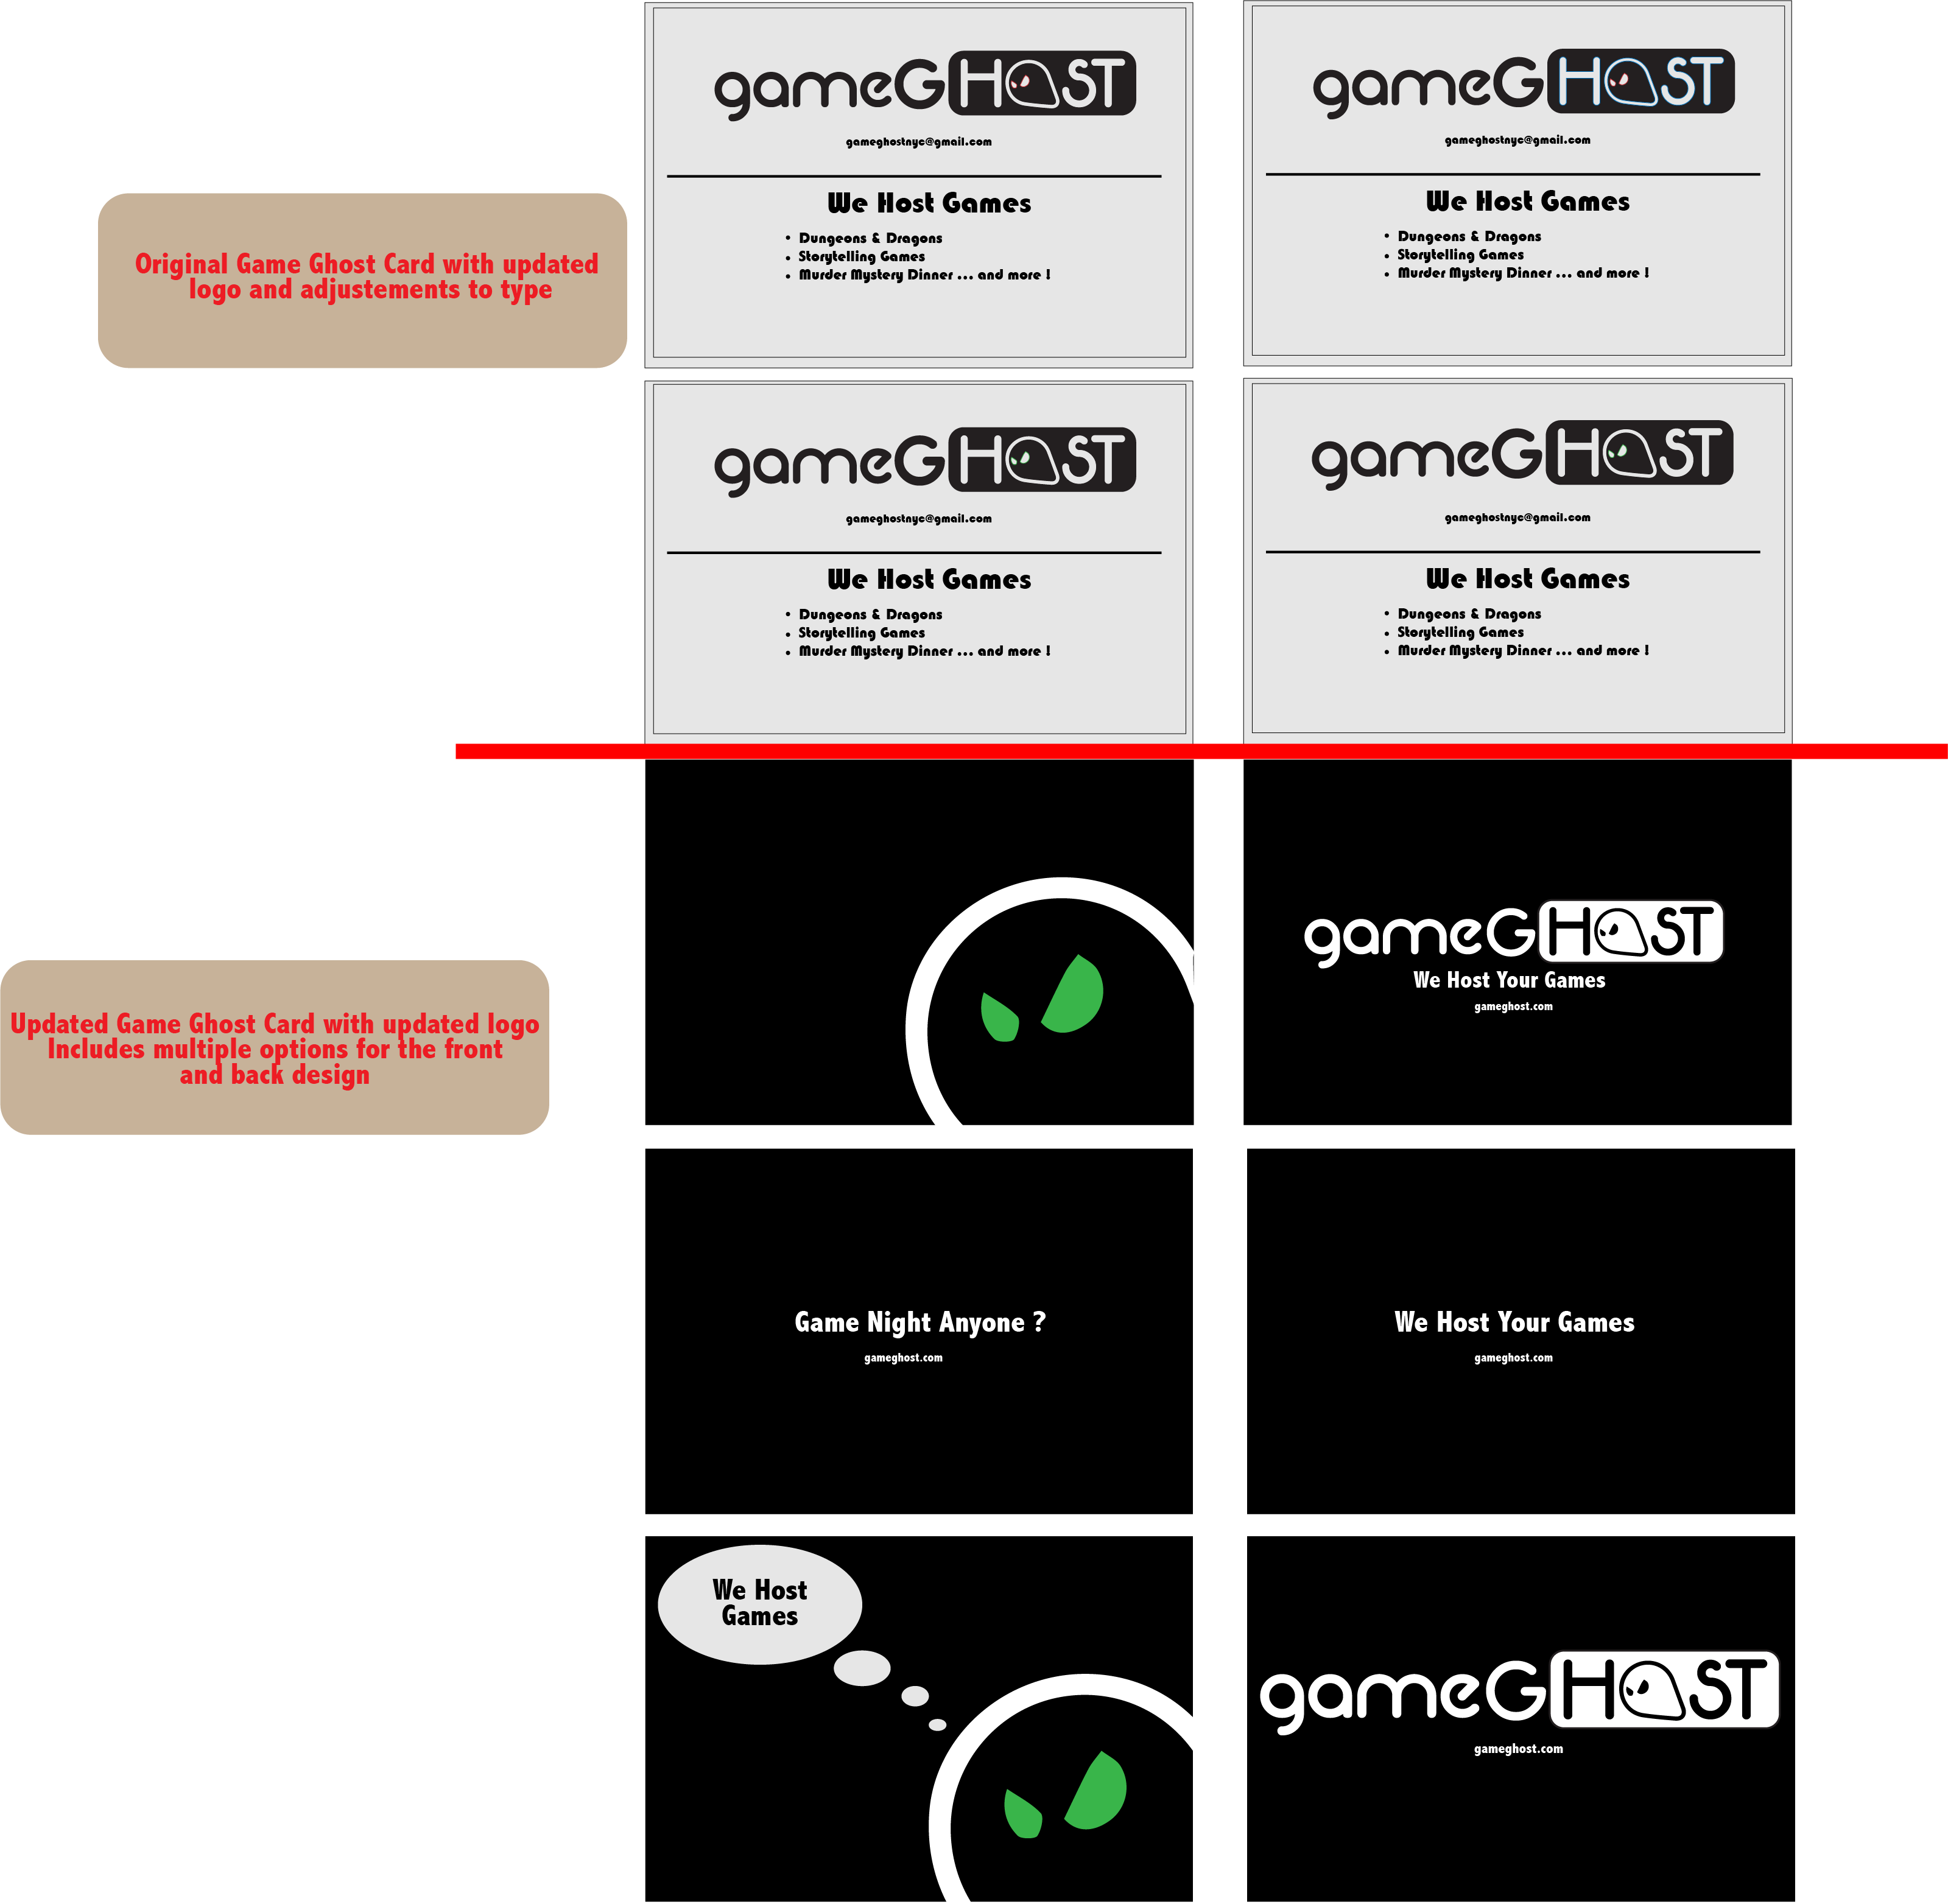 gameGHOST
gameghostnyc@gmail.com
We Host Games
• Dungeons & Dragons
• Storytelling Games
• Murder Mystery Dinner ... and more !
gameGHOST
gameghostnyc@gmail.com
We Host Games
• Dungeons & Dragons
• Storytelling Games
• Murder Mystery Dinner ... and more !
Original Game Ghost Card with updated
logo and adjustements to type
gameGHOST
gameghostnyc@gmail.com
We Host Games
• Dungeons & Dragons
• Storytelling Games
• Murder Mystery Dinner ... and more !
gameGHOST
gameghostnyc@gmail.com
We Host Games
• Dungeons & Dragons
• Storytelling Games
• Murder Mystery Dinner ... and more !
Updated Game Ghost Card with updated logo
Includes multiple options for the front
and back design
gameGHOST
We Host Your Games
gameghost.com
Game Night Anyone ?
gameghost.com
We Host Your Games
gameghost.com
We Host
Games
gameGHOST
gameghost.com